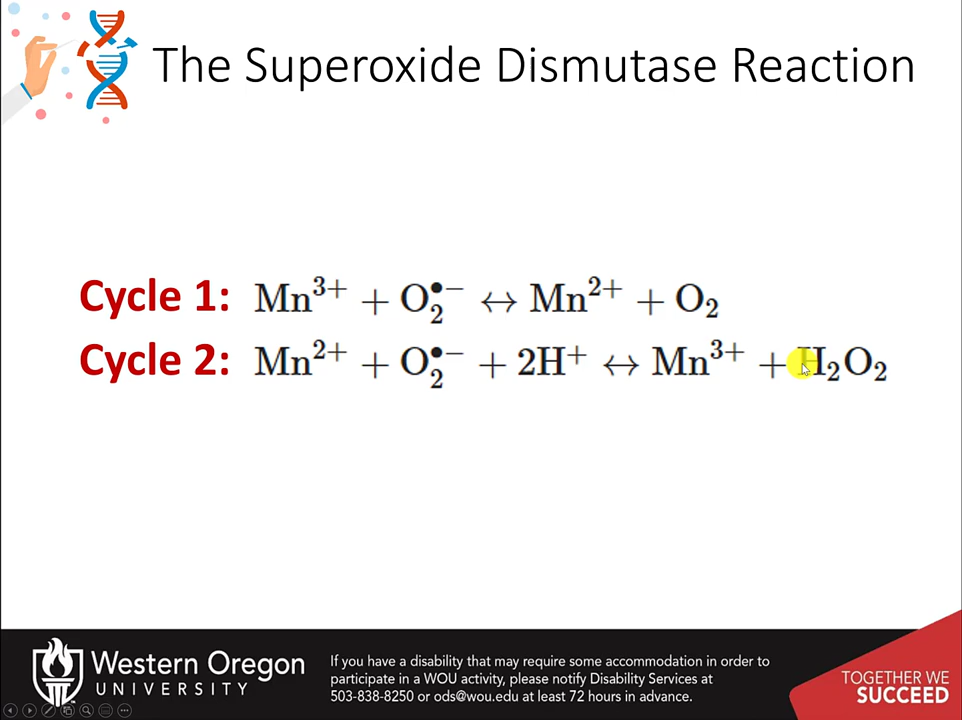 The Superoxide Dismutase Reaction
Cycle 1: Mn³⁺ + O₂•⁻ ↔ Mn²⁺ + O₂
Cycle 2: Mn²⁺ + O₂•⁻ + 2H⁺ ↔ Mn³⁺ + H₂O₂
Western Oregon
UNIVERSITY
If you have a disability that may require some accommodation in order to
participate in a WOU activity, please notify Disability Services at
503-838-8250 or ods@wou.edu at least 72 hours in advance.
TOGETHER WE
SUCCEED